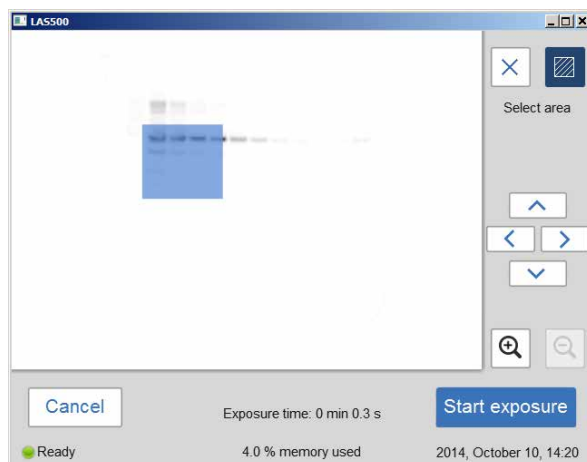 LAS500
Select area
Cancel
Exposure time: 0 min 0.3 s
Start exposure
Ready
4.0 % memory used
2014, October 10, 14:20